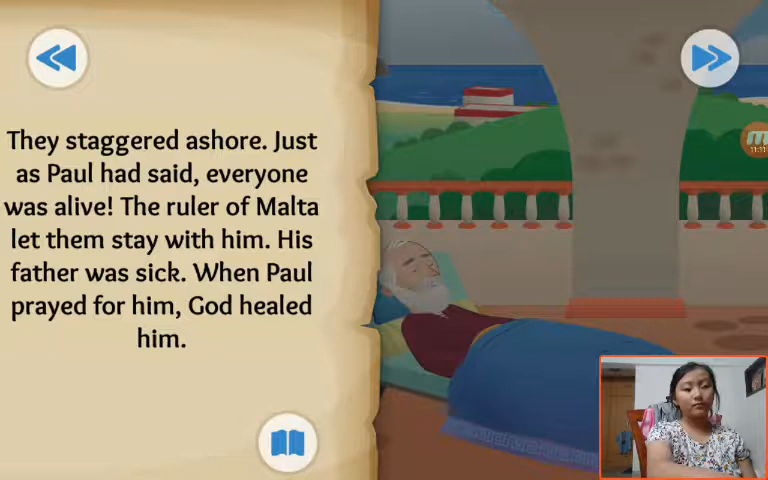 They staggered ashore. Just
as Paul had said, everyone
was alive! The ruler of Malta
let them stay with him. His
father was sick. When Paul
prayed for him, God healed
him.